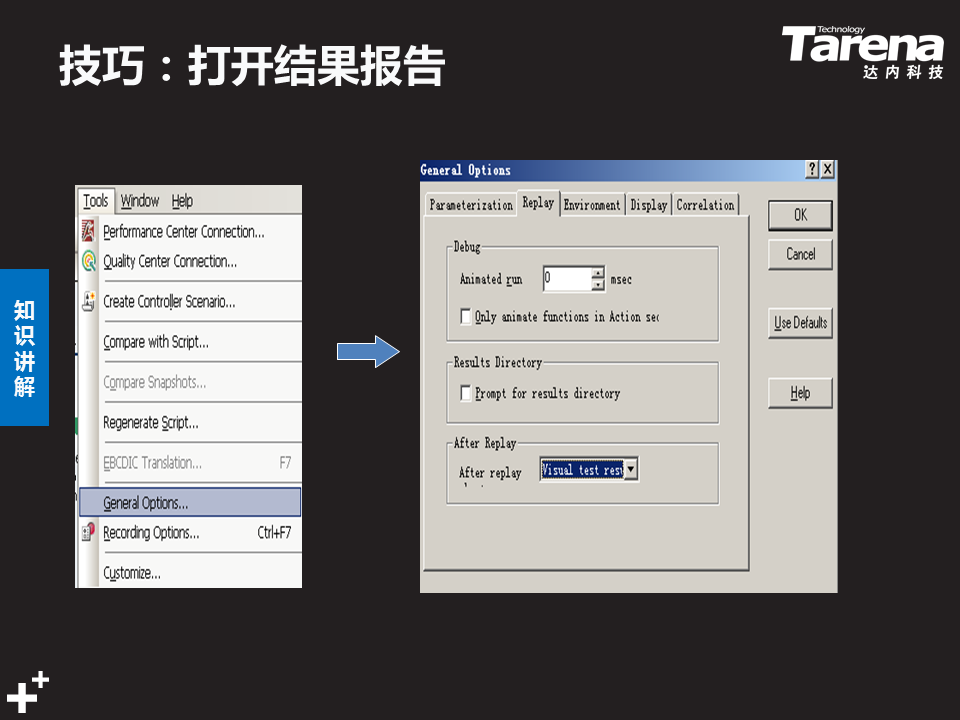 技巧：打开结果报告
Technology
Tarena
达内科技
知识讲解
Tools Window Help
Performance Center Connection...
Quality Center Connection...
Create Controller Scenario...
Compare with Script...
Compare Snapshots...
Regenerate Script...
EBCDIC Translation... F7
General Options...
Recording Options... Ctrl+F7
Customize...
General Options
Parameterization Replay Environment Display Correlation
Debug
Animated run 0 msec
Only animate functions in Action sec
Results Directory
Prompt for results directory
After Replay
After replay Visual test resu
OK
Cancel
Use Defaults
Help